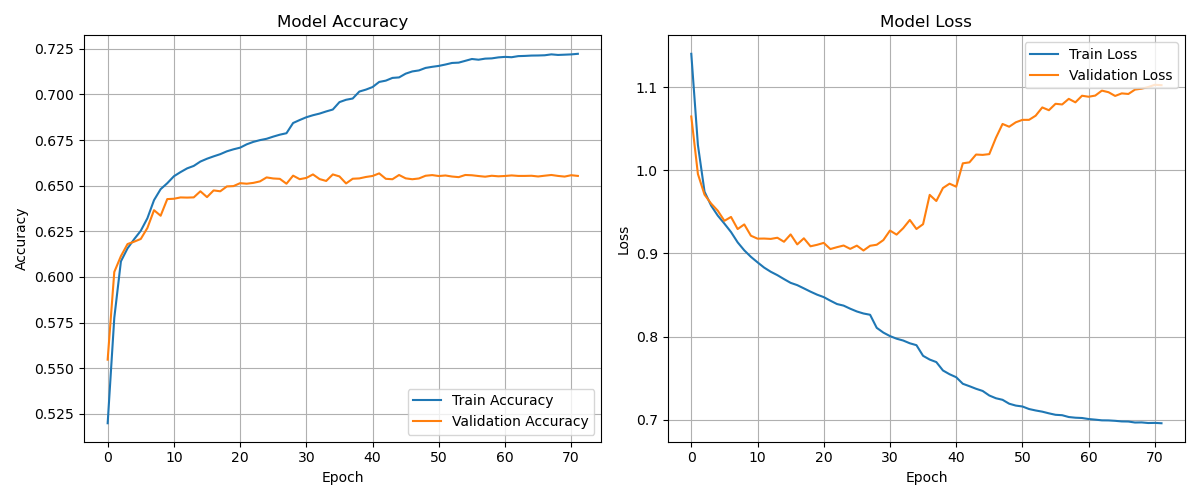 Model Accuracy
0.725
0.700
0.675
0.650
0.625
0.600
0.575
0.550
0.525
Accuracy
0 10 20 30 40 50 60 70
Epoch
Train Accuracy
Validation Accuracy
Model Loss
1.1
1.0
0.9
0.8
0.7
Loss
0 10 20 30 40 50 60 70
Epoch
Train Loss
Validation Loss